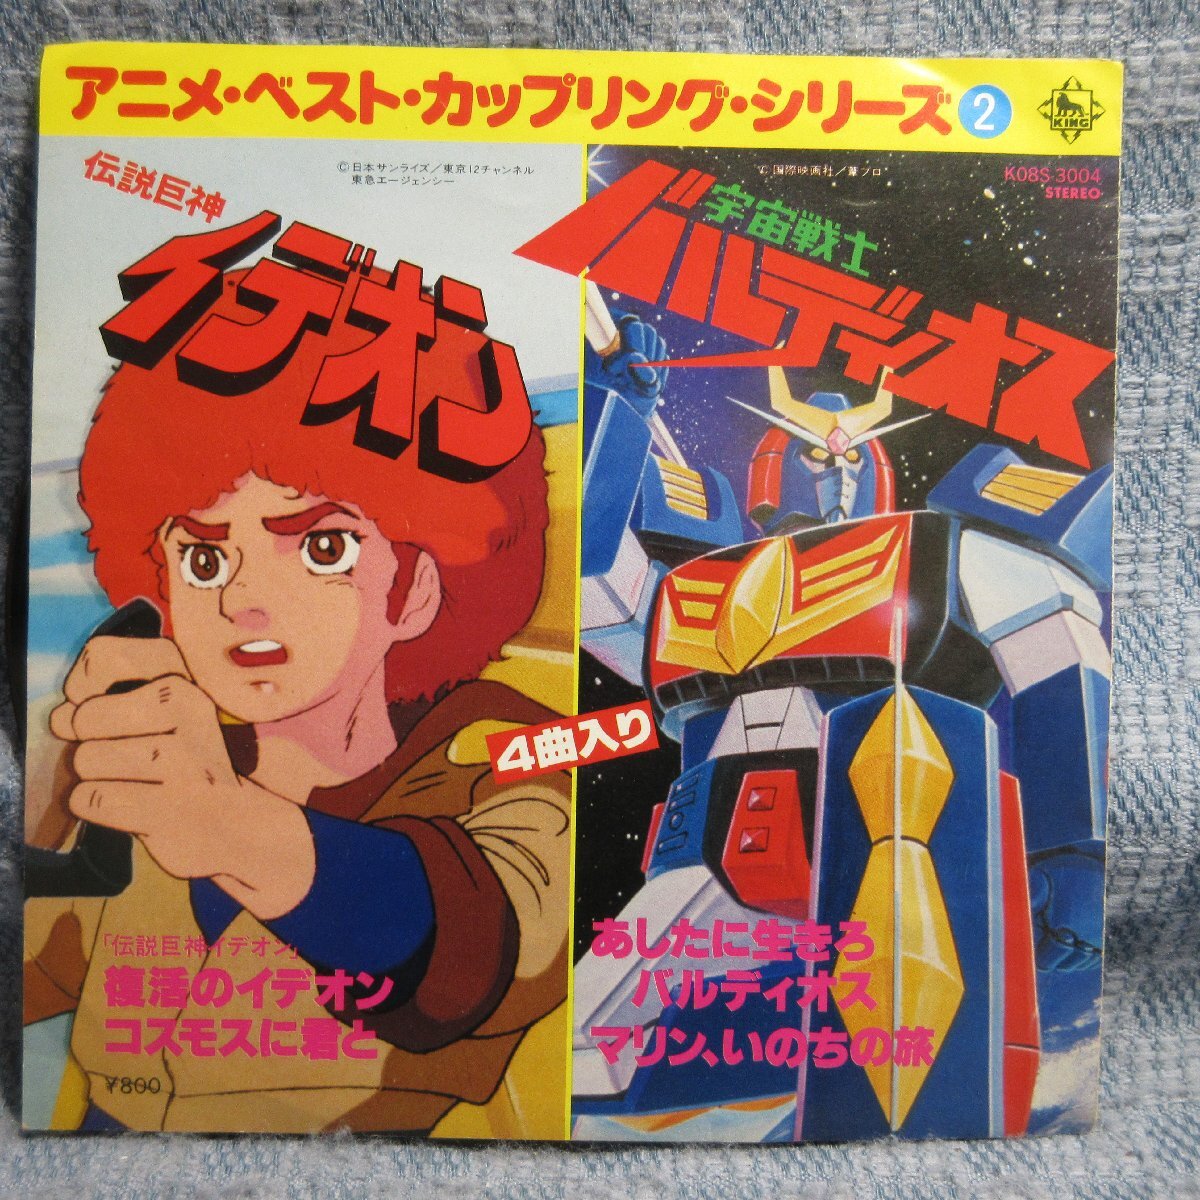 アニメ・ベスト・カップリング・シリーズ2
KING
伝説巨神
イデオン
©日本サンライズ／東京12チャンネル
東急エージェンシー
©国際映画社／葦プロ
K08S-3004
STEREO
宇宙戦士
バルディオス
4曲入り
「伝説巨神イデオン」
復活のイデオン
コスモスに君と
¥800
あしたに生きろ
バルディオス
マリン、いのちの旅